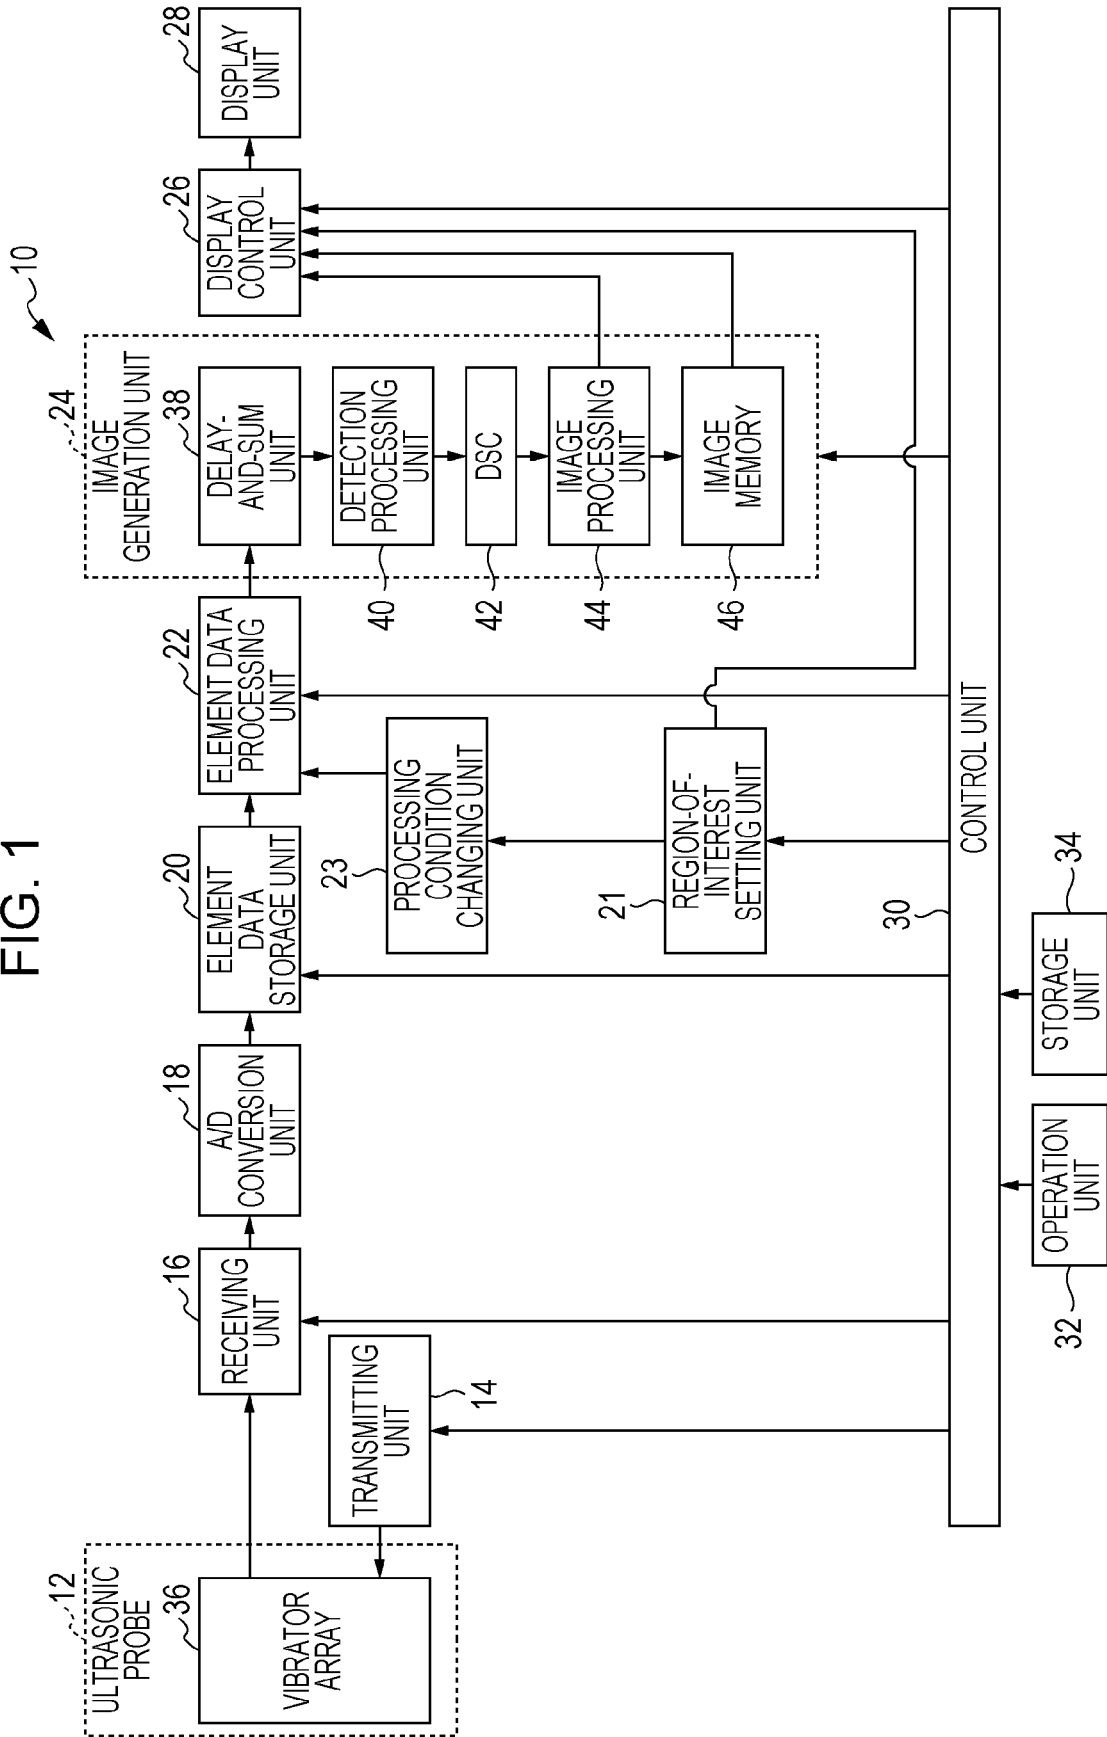 FIG. 1
10
12
ULTRASONIC
PROBE
36
VIBRATOR
ARRAY
TRANSMITTING
UNIT
14
16
RECEIVING
UNIT
18
A/D
CONVERSION
UNIT
20
ELEMENT
DATA
STORAGE UNIT
22
ELEMENT DATA
PROCESSING
UNIT
23
PROCESSING
CONDITION
CHANGING UNIT
21
REGION-OF-
INTEREST
SETTING UNIT
24
IMAGE
GENERATION UNIT
38
DELAY-
AND-SUM
UNIT
DETECTION
PROCESSING
UNIT
40
DSC
42
IMAGE
PROCESSING
UNIT
44
IMAGE
MEMORY
46
26
DISPLAY
CONTROL
UNIT
28
DISPLAY
UNIT
30
CONTROL UNIT
OPERATION
UNIT
32
STORAGE
UNIT
34